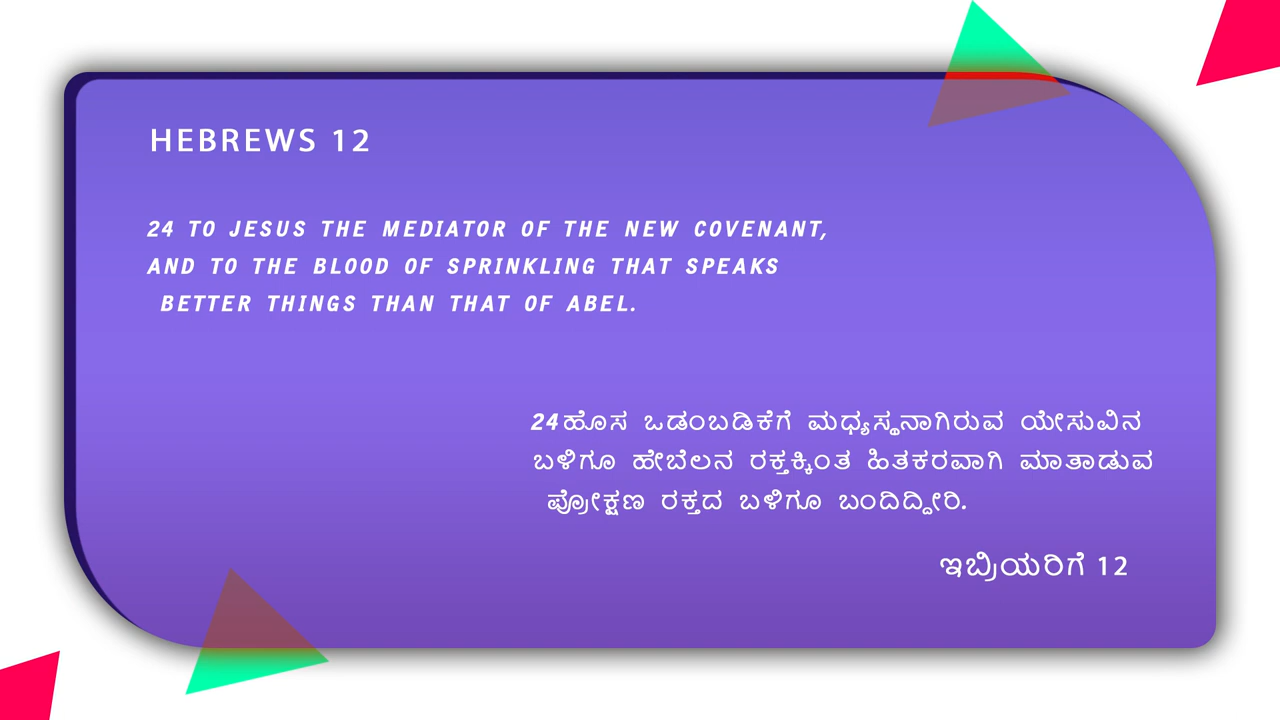 HEBREWS 12
24 TO JESUS THE MEDIATOR OF THE NEW COVENANT,
AND TO THE BLOOD OF SPRINKLING THAT SPEAKS
BETTER THINGS THAN THAT OF ABEL.
24 ಹೊಸ ಒಡಂಬಡಿಕೆಗೆ ಮಧ್ಯಸ್ಥನಾಗಿರುವ ಯೇಸುವಿನ
ಬಳಿಗೂ ಹೇಬೆಲನ ರಕ್ತಕ್ಕಿಂತ ಹಿತಕರವಾಗಿ ಮಾತಾಡುವ
ಪ್ರೋಕ್ಷಣ ರಕ್ತದ ಬಳಿಗೂ ಬಂದಿದ್ದೀರಿ.
ಇಬ್ರಿಯರಿಗೆ 12